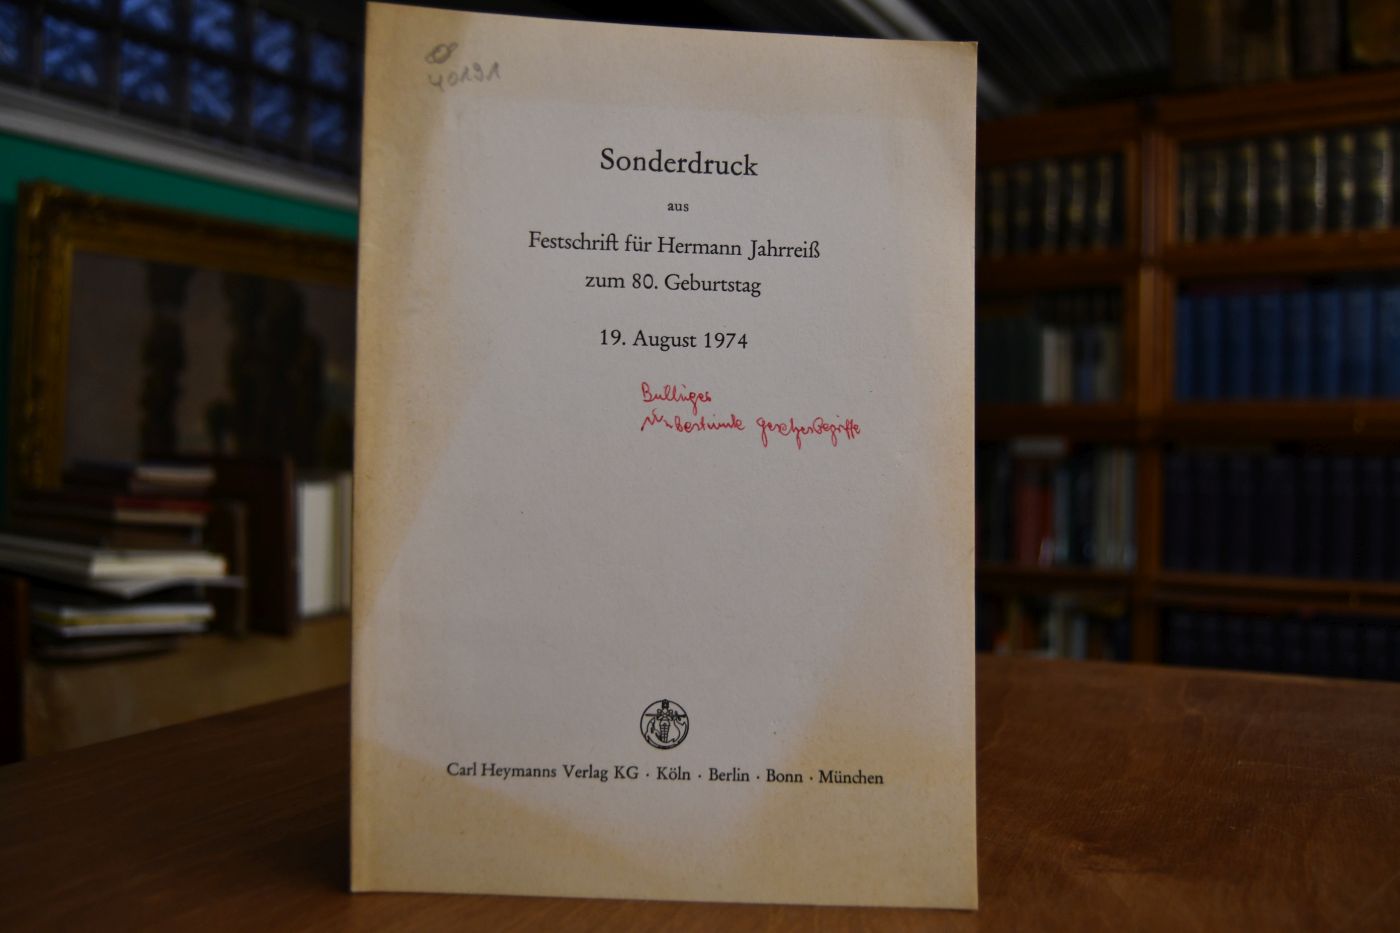 40191
Sonderdruck
aus
Festschrift für Hermann Jahrreiß
zum 80. Geburtstag
19. August 1974
Bullinger
Unbestimmte Gesetzesbegriffe
Carl Heymanns Verlag KG · Köln · Berlin · Bonn · München